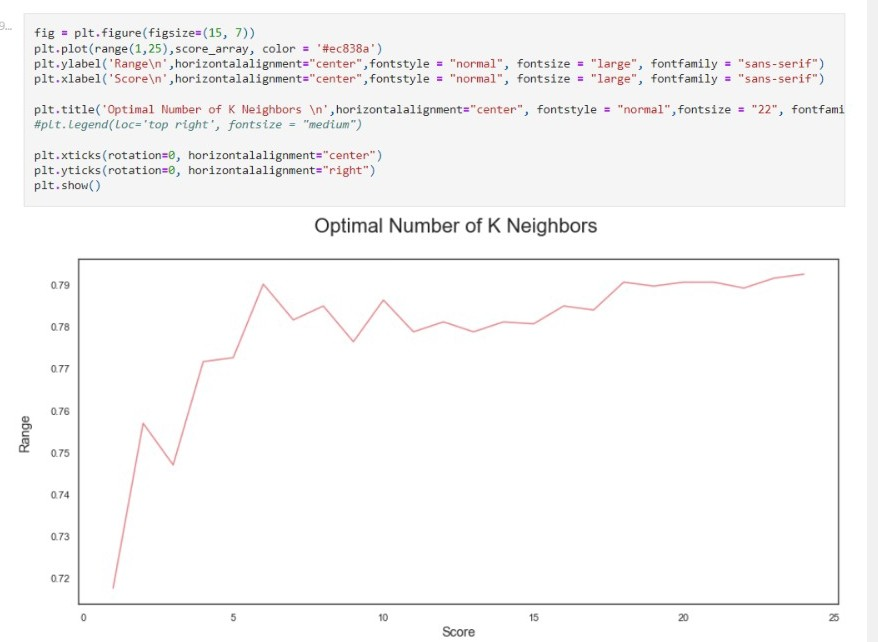 9...
fig = plt.figure(figsize=(15, 7))
plt.plot(range(1,25),score_array, color = '#ec838a')
plt.ylabel('Range\n',horizontalalignment="center",fontstyle = "normal", fontsize = "large", fontfamily = "sans-serif")
plt.xlabel('Score\n',horizontalalignment="center",fontstyle = "normal", fontsize = "large", fontfamily = "sans-serif")
plt.title('Optimal Number of K Neighbors \n',horizontalalignment="center", fontstyle = "normal",fontsize = "22", fontfami
#plt.legend(loc='top right', fontsize = "medium")
plt.xticks(rotation=0, horizontalalignment="center")
plt.yticks(rotation=0, horizontalalignment="right")
plt.show()
Optimal Number of K Neighbors
0.79
0.78
0.77
0.76
0.75
0.74
0.73
0.72
Range
0 5 10 15 20 25
Score